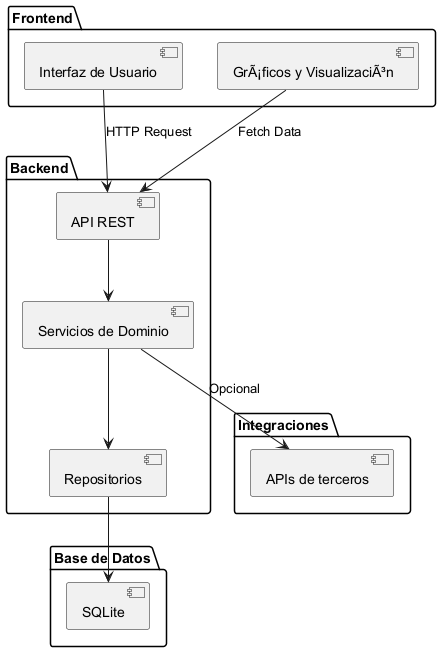 Frontend
Interfaz de Usuario
GrÃ¡ficos y VisualizaciÃ³n
HTTP Request
Fetch Data
Backend
API REST
Servicios de Dominio
Opcional
Integraciones
Repositorios
APIs de terceros
Base de Datos
SQLite